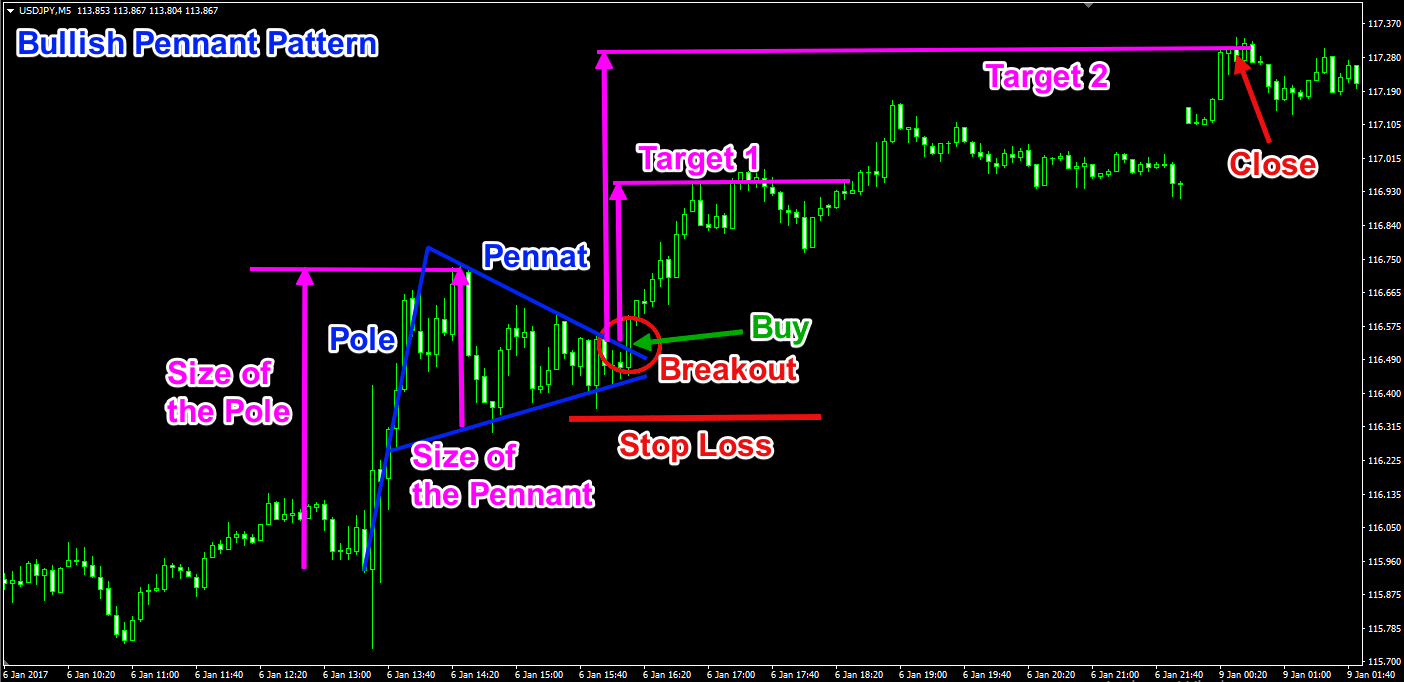 USDJPY,M5 113.853 113.867 113.804 113.867
Bullish Pennant Pattern
117.370
117.280
Target 2
117.190
117.105
Target 1
Close
117.015
116.930
116.840
Pennat
116.750
116.665
Pole
Buy
116.575
116.490
Size of
the Pole
Breakout
116.400
116.315
Stop Loss
Size of
the Pennant
116.225
116.135
116.050
115.960
115.875
115.785
115.700
6 Jan 2017 6 Jan 10:20 6 Jan 11:00 6 Jan 11:40 6 Jan 12:20 6 Jan 13:00 6 Jan 13:40 6 Jan 14:20 6 Jan 15:00 6 Jan 15:40 6 Jan 16:20 6 Jan 17:00 6 Jan 17:40 6 Jan 18:20 6 Jan 19:00 6 Jan 19:40 6 Jan 20:20 6 Jan 21:00 6 Jan 21:40 9 Jan 00:20 9 Jan 01:00 9 Jan 01:40